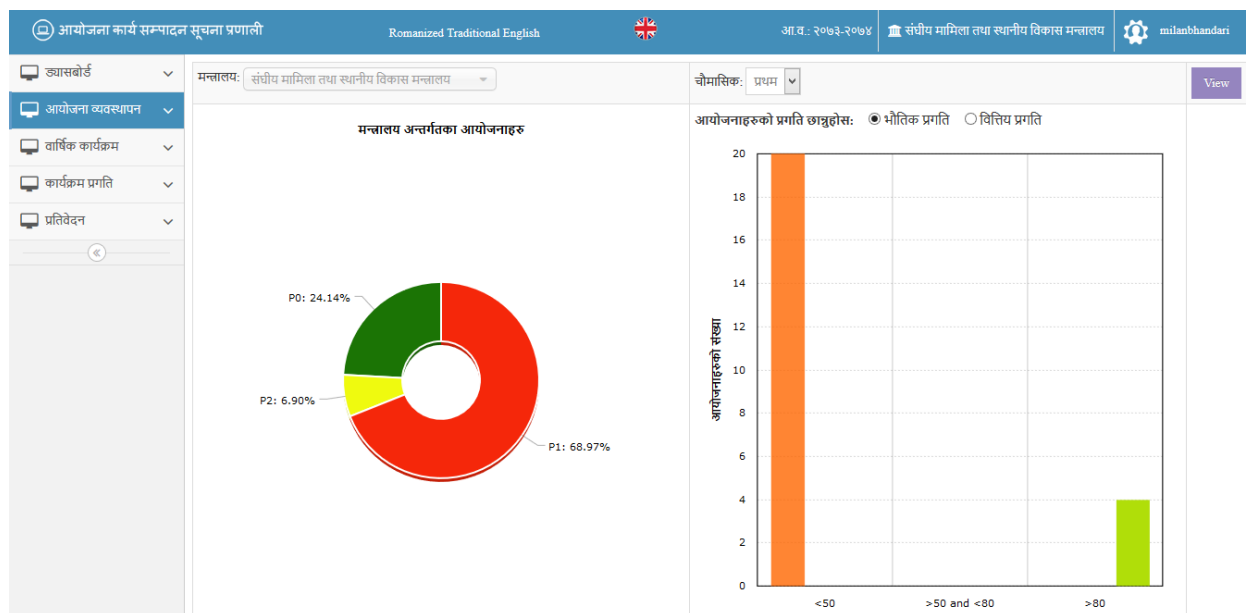 आयोजना कार्य सम्पादन सूचना प्रणाली
Romanized Traditional English
आ.व.: २०७३-२०७४
संघीय मामिला तथा स्थानीय विकास मन्त्रालय
milanbhandari
ड्यासबोर्ड
आयोजना व्यवस्थापन
वार्षिक कार्यक्रम
कार्यक्रम प्रगति
प्रतिवेदन
मन्त्रालय: संघीय मामिला तथा स्थानीय विकास मन्त्रालय
चौमासिक: प्रथम
View
मन्त्रालय अन्तर्गतका आयोजनाहरु
P0: 24.14%
P2: 6.90%
P1: 68.97%
आयोजनाहरुको प्रगति छान्नुहोस: भौतिक प्रगति वित्तिय प्रगति
आयोजनाहरुको संख्या
20
18
16
14
12
10
8
6
4
2
0
<50 >50 and <80 >80